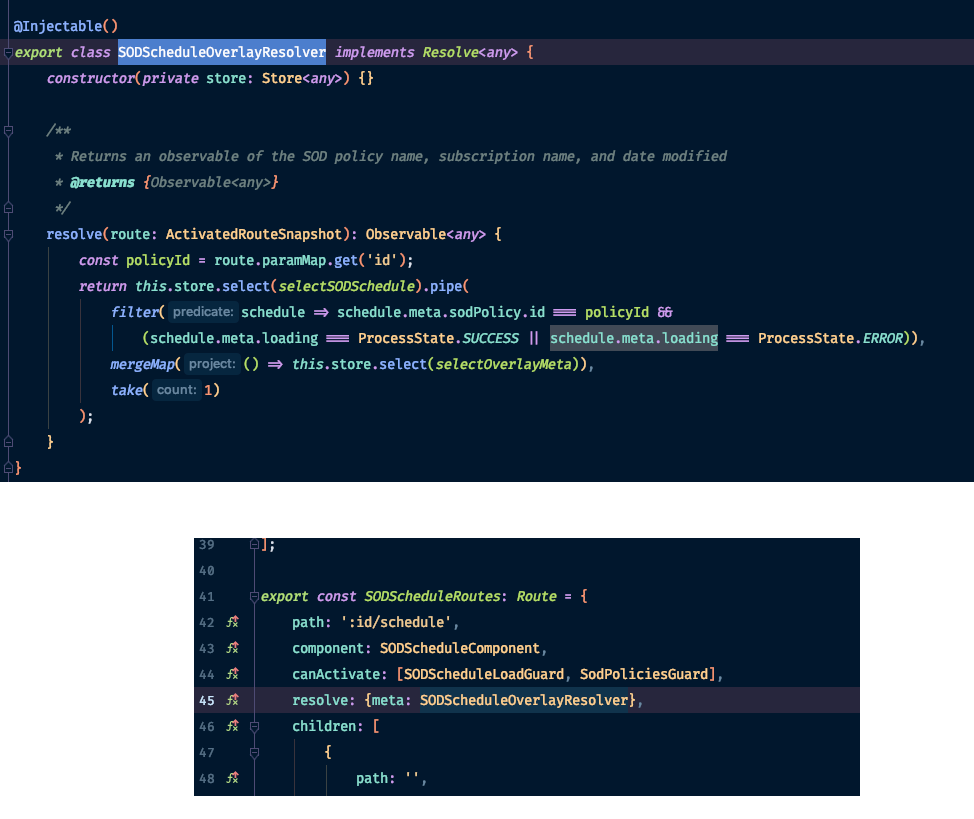 @Injectable()
export class SODScheduleOverlayResolver implements Resolve<any> {
constructor(private store: Store<any>) {}
/**
* Returns an observable of the SOD policy name, subscription name, and date modified
* @returns {Observable<any>}
*/
resolve(route: ActivatedRouteSnapshot): Observable<any> {
const policyId = route.paramMap.get('id');
return this.store.select(selectSODSchedule).pipe(
filter( predicate: schedule => schedule.meta.sodPolicy.id === policyId &&
(schedule.meta.loading === ProcessState.SUCCESS || schedule.meta.loading === ProcessState.ERROR)),
mergeMap( project: () => this.store.select(selectOverlayMeta)),
take( count: 1)
);
}
}
39 ];
40
41 export const SODScheduleRoutes: Route = {
42 path: ':id/schedule',
43 component: SODScheduleComponent,
44 canActivate: [SODScheduleLoadGuard, SodPoliciesGuard],
45 resolve: {meta: SODScheduleOverlayResolver},
46 children: [
47 {
48 path: '',